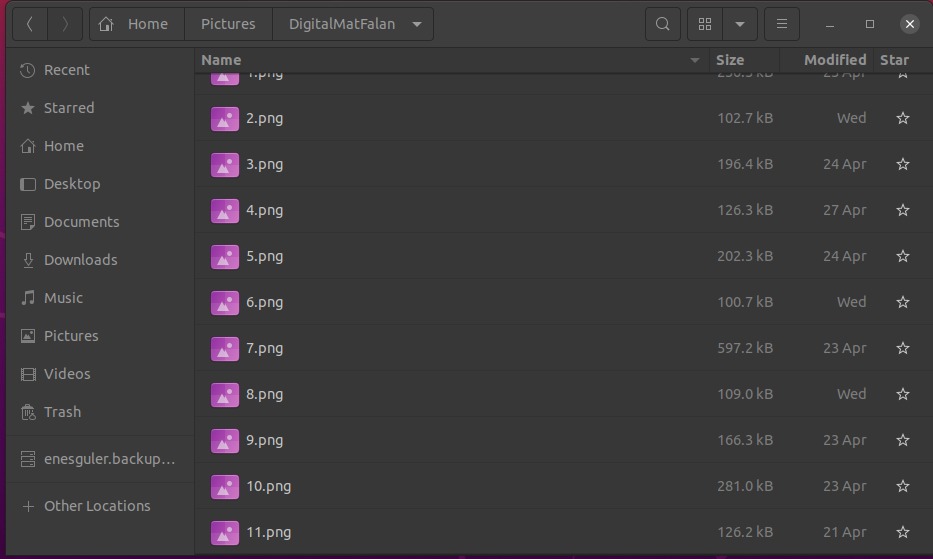 Home Pictures DigitalMatFalan
Name Size Modified Star
Recent
Starred
Home
Desktop
Documents
Downloads
Music
Pictures
Videos
Trash
enesguler.backup...
Other Locations
1.png 23 Apr
2.png 102.7 kB Wed
3.png 196.4 kB 24 Apr
4.png 126.3 kB 27 Apr
5.png 202.3 kB 24 Apr
6.png 100.7 kB Wed
7.png 597.2 kB 23 Apr
8.png 109.0 kB Wed
9.png 166.3 kB 23 Apr
10.png 281.0 kB 23 Apr
11.png 126.2 kB 21 Apr